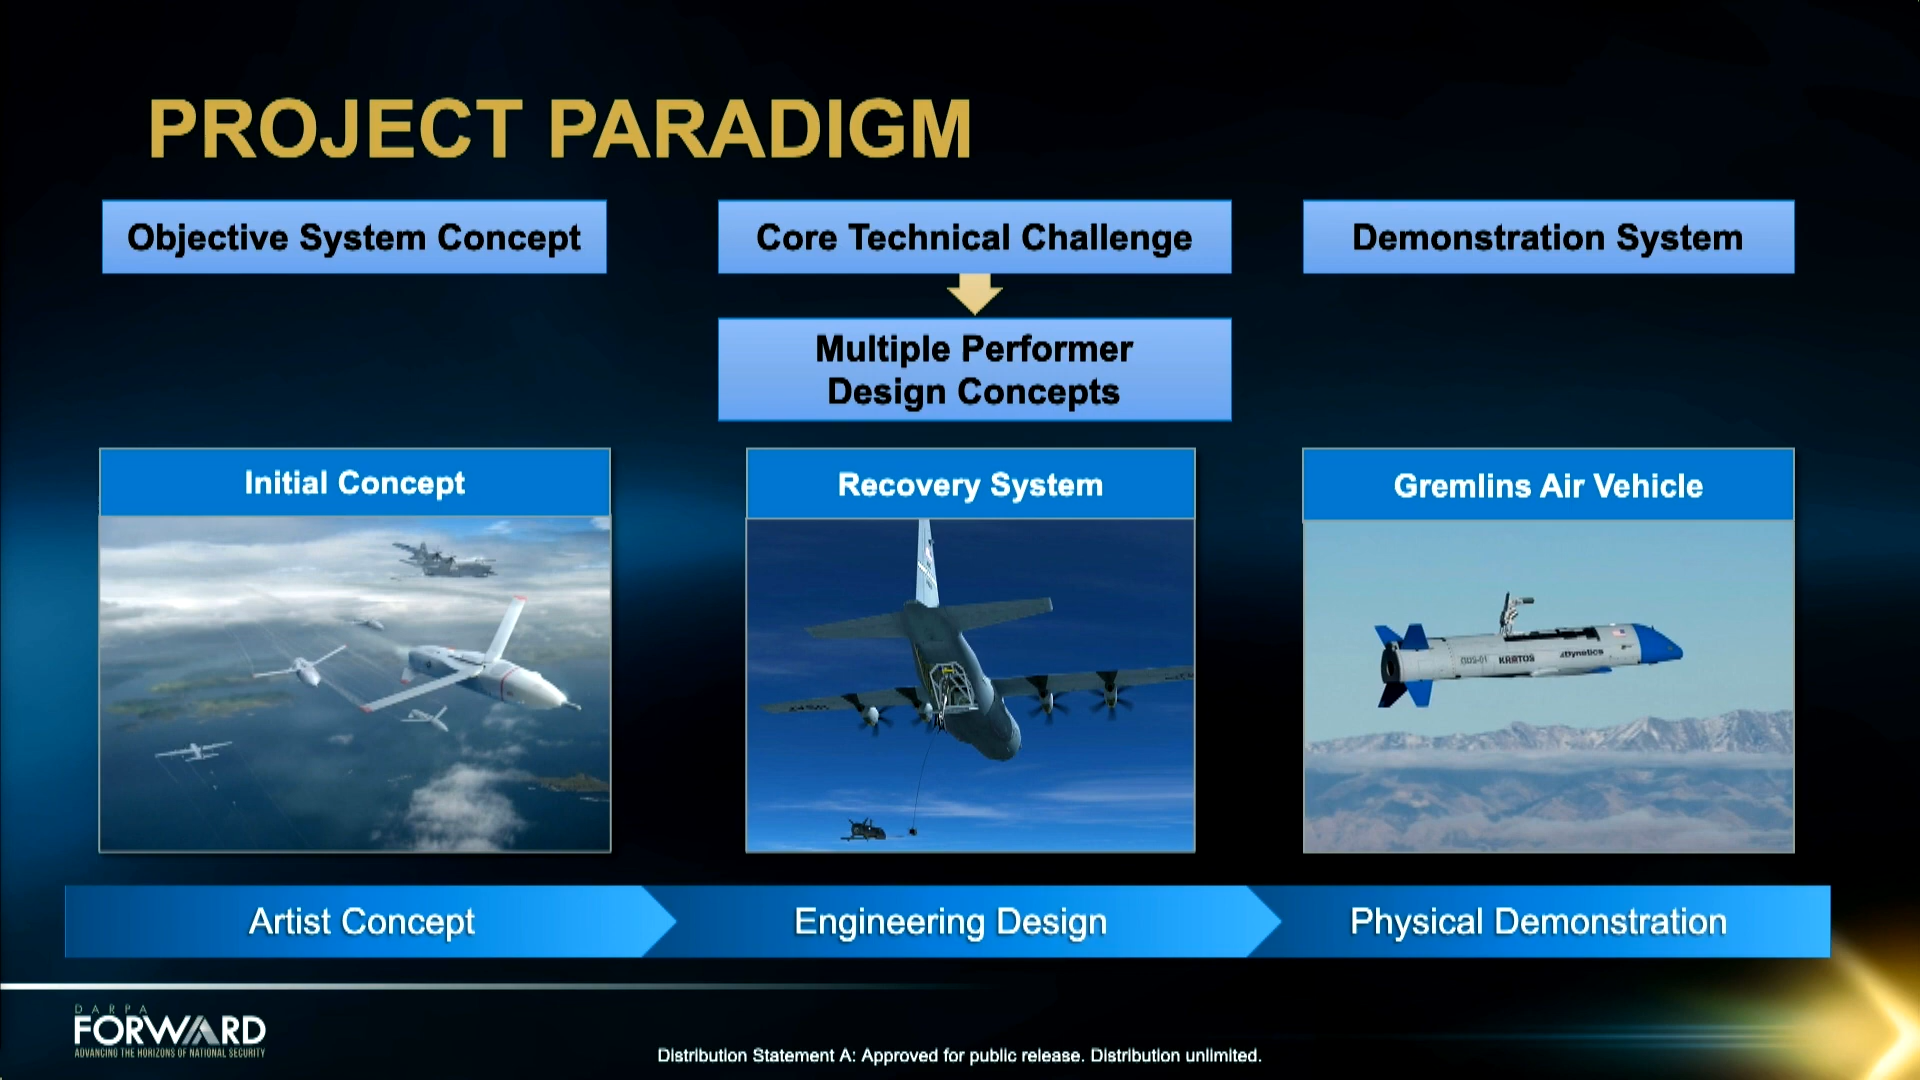 PROJECT PARADIGM
Objective System Concept
Core Technical Challenge
Demonstration System
Multiple Performer
Design Concepts
Initial Concept
Recovery System
Gremlins Air Vehicle
KRATOS
Dynetics
Artist Concept
Engineering Design
Physical Demonstration
DARPA
FORWARD
ADVANCING THE HORIZONS OF NATIONAL SECURITY
Distribution Statement A: Approved for public release. Distribution unlimited.